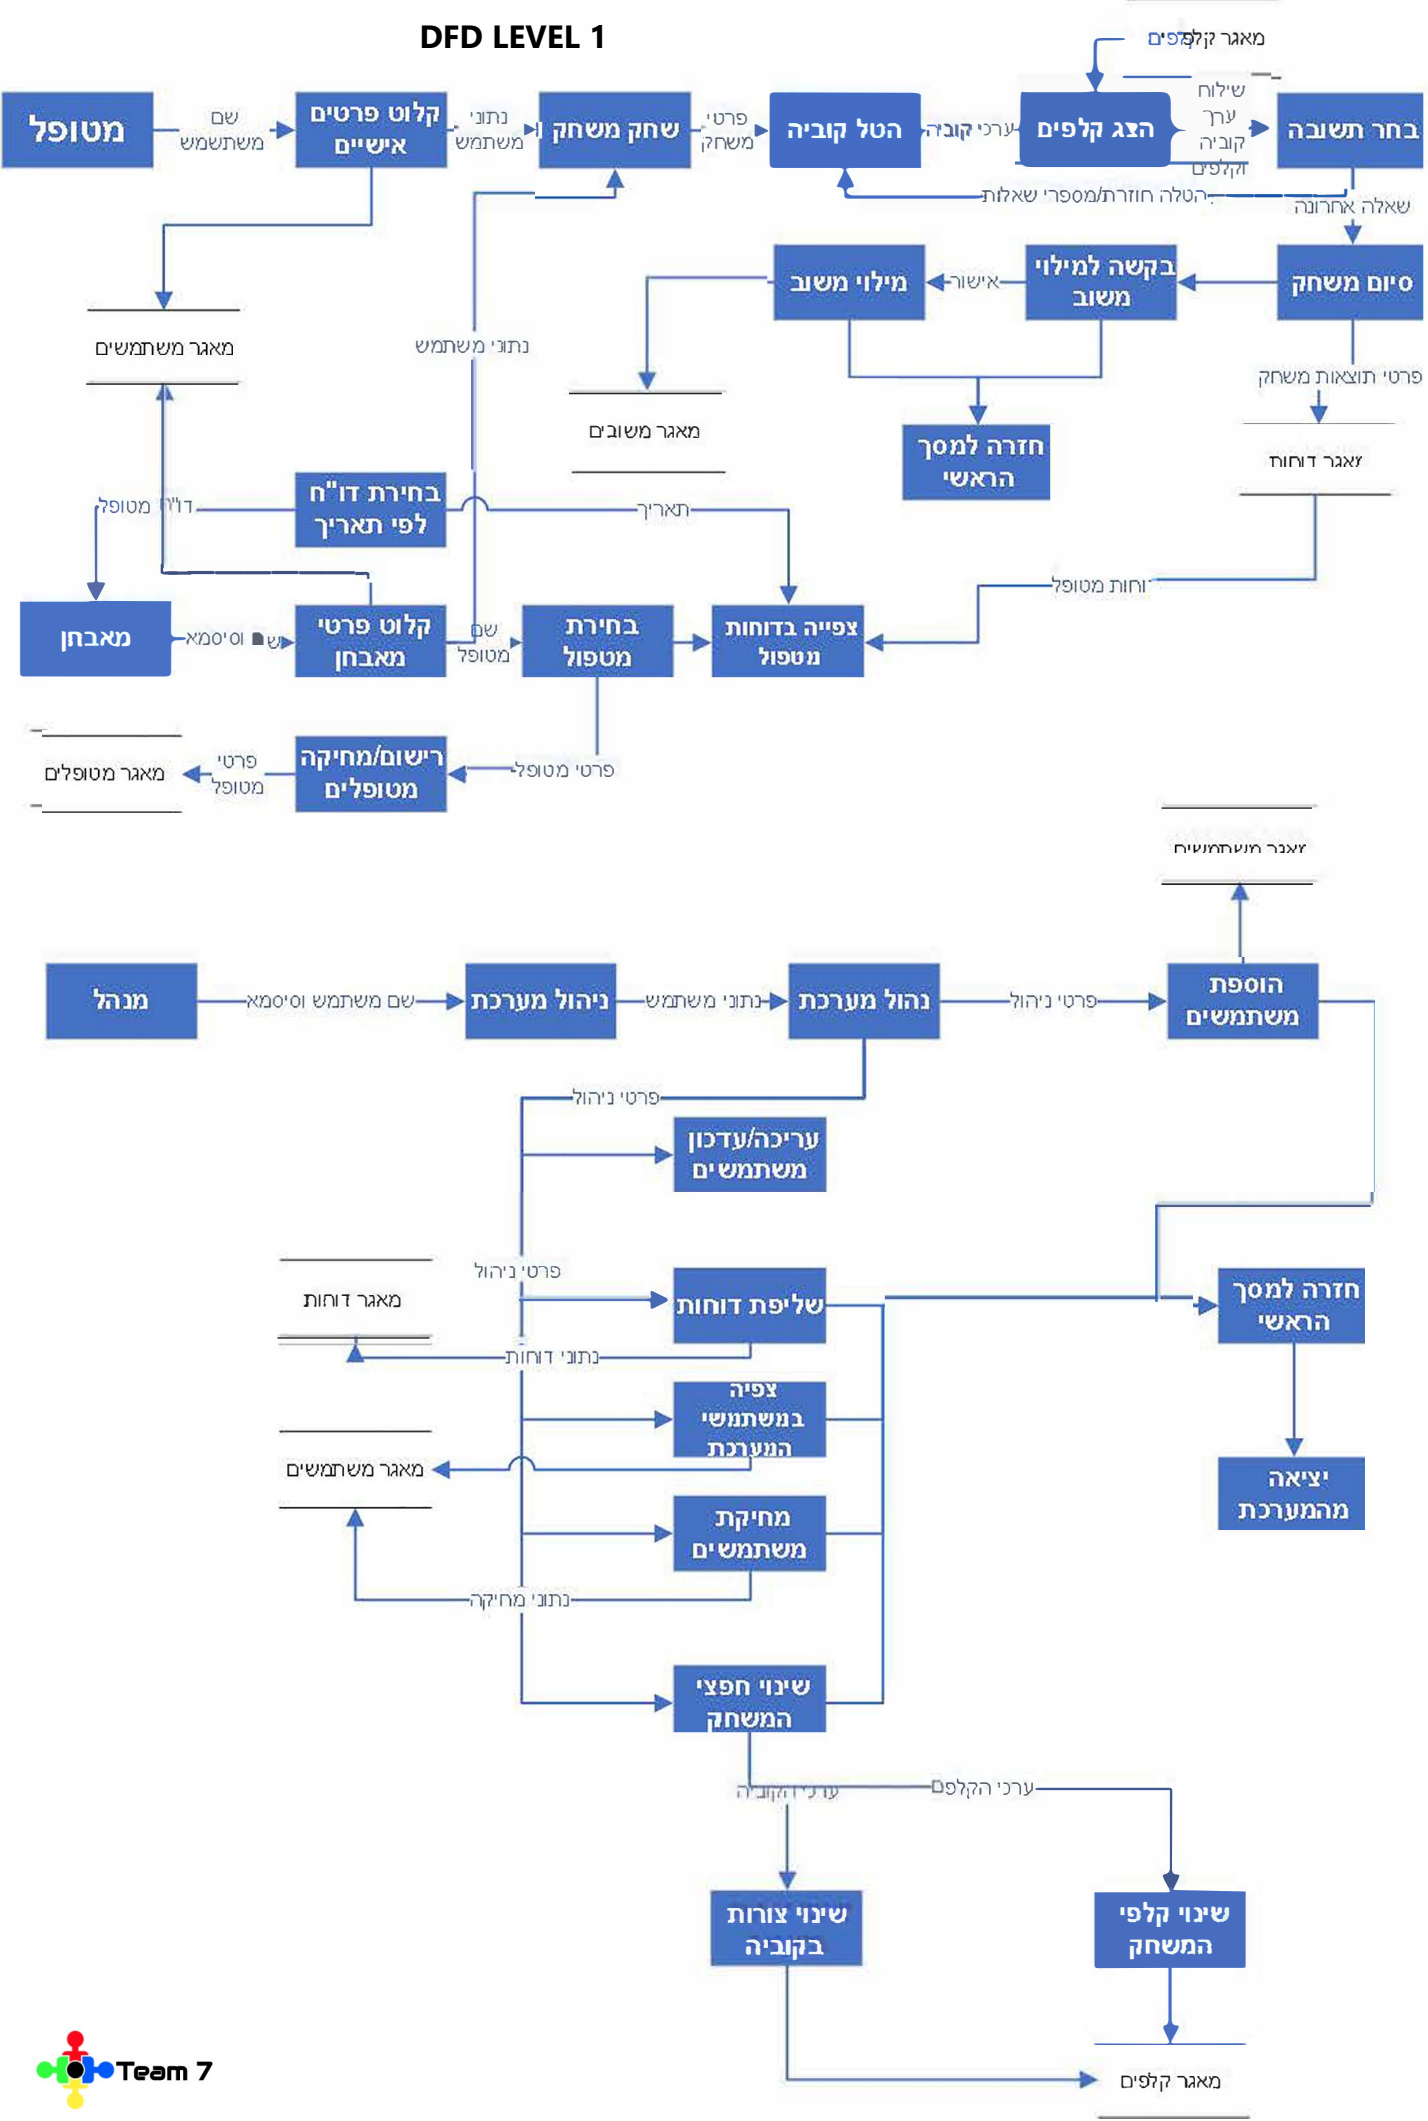 DFD LEVEL 1
מאגר קלפים
מטופל
שם
משתשמש
קלוט פרטים
אישיים
נתוני
משתמש
שחק משחק
פרטי
משחק
הטל קוביה
ערכי קוביה
הצג קלפים
שילוח
ערך
קוביה
וקלפים
בחר תשובה
הטלה חוזרת/מספרי שאלות
שאלה אחרונה
סיום משחק
בקשה למילוי
משוב
אישור
מילוי משוב
מאגר משתמשים
נתוני משתמש
פרטי תוצאות משחק
מאגר משובים
חזרה למסך
הראשי
מאגר דוחות
דו"ח מטופל
בחירת דו"ח
לפי תאריך
תאריך
וחות מטופל
מאבחן
שם וסיסמא
קלוט פרטי
מאבחן
שם
מטופל
בחירת
מטפול
צפייה בדוחות
מטפול
מאגר מטופלים
פרטי
מטופל
רישום/מחיקה
מטופלים
פרטי מטופל
מאגר משתמשים
מנהל
שם משתמש וסיסמא
ניהול מערכת
נתוני משתמש
נהול מערכת
פרטי ניהול
הוספת
משתמשים
פרטי ניהול
עריכה/עדכון
משתמשים
פרטי ניהול
מאגר דוחות
שליפת דוחות
חזרה למסך
הראשי
נתוני דוחות
צפיה
במשתמשי
המערכת
מאגר משתמשים
יציאה
מהמערכת
מחיקת
משתמשים
נתוני מחיקה
שינוי חפצי
המשחק
ערכי הקוביה
ערכי הקלפם
שינוי צורות
בקוביה
שינוי קלפי
המשחק
מאגר קלפים
Team 7